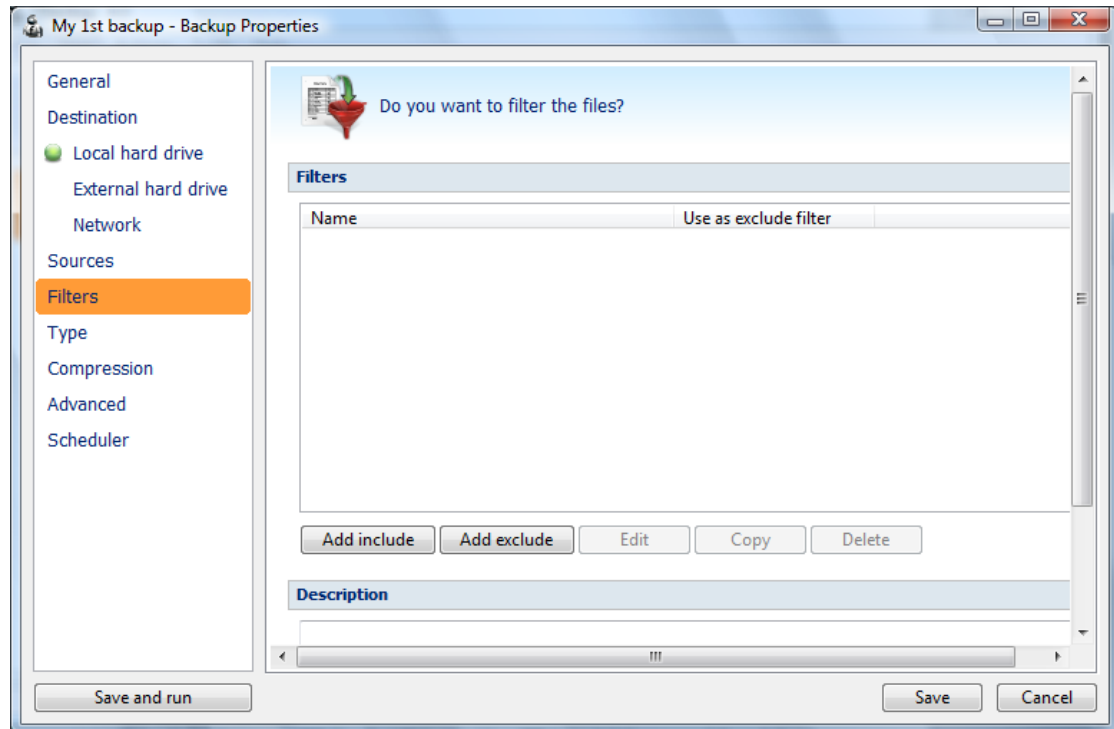 My 1st backup - Backup Properties
General
Destination
Local hard drive
External hard drive
Network
Sources
Filters
Type
Compression
Advanced
Scheduler
Do you want to filter the files?
Filters
Name Use as exclude filter
Add include Add exclude Edit Copy Delete
Description
Save and run Save Cancel